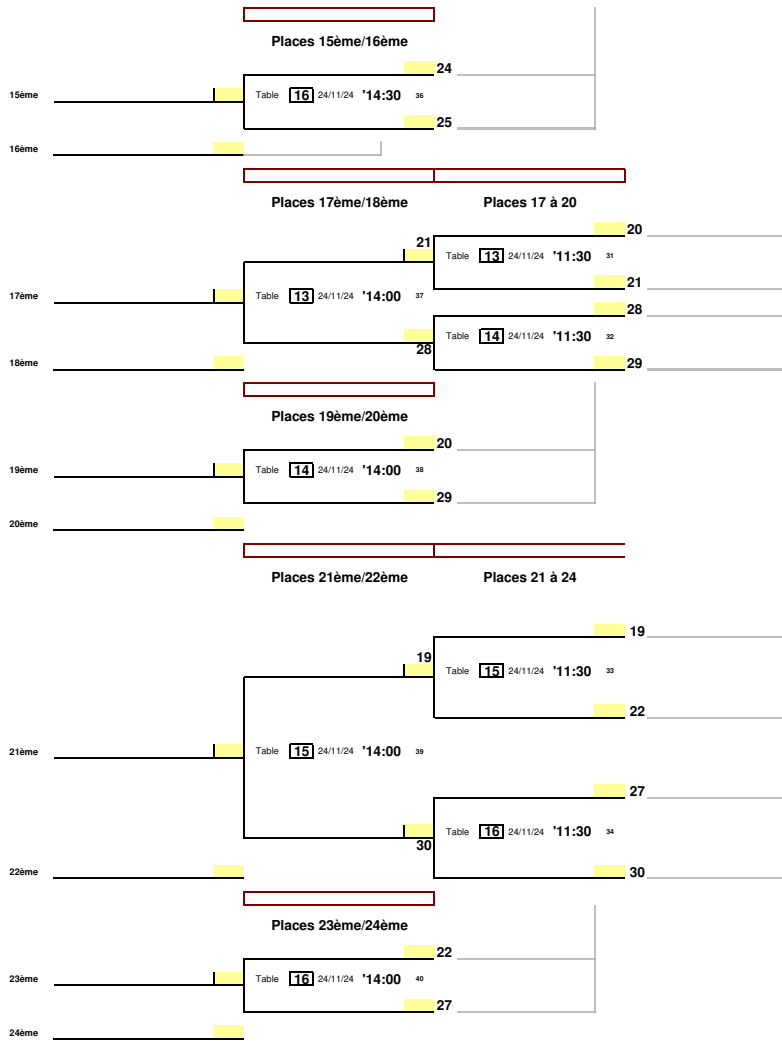 Places 15ème/16ème
24
15ème Table 16 24/11/24 '14:30 36
25
16ème
Places 17ème/18ème Places 17 à 20
20
21
Table 13 24/11/24 '11:30 31
21
17ème Table 13 24/11/24 '14:00 37
28
Table 14 24/11/24 '11:30 32
28
18ème 29
Places 19ème/20ème
20
19ème Table 14 24/11/24 '14:00 38
29
20ème
Places 21ème/22ème Places 21 à 24
19
19
Table 15 24/11/24 '11:30 33
22
21ème Table 15 24/11/24 '14:00 39
27
Table 16 24/11/24 '11:30 34
30
22ème 30
Places 23ème/24ème
22
23ème Table 16 24/11/24 '14:00 40
27
24ème